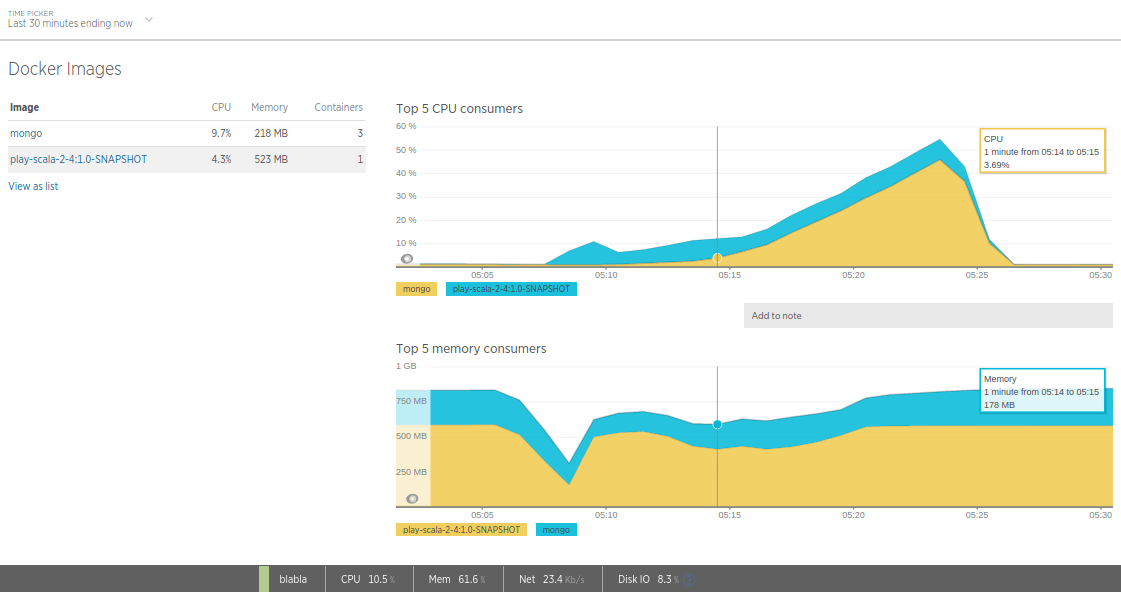 TIME PICKER
Last 30 minutes ending now
Docker Images
Image CPU Memory Containers
mongo 9.7% 218 MB 3
play-scala-2-4:1.0-SNAPSHOT 4.3% 523 MB 1
View as list
Top 5 CPU consumers
60 %
50 %
40 %
30 %
20 %
10 %
CPU
1 minute from 05:14 to 05:15
3.69%
05:05 05:10 05:15 05:20 05:25 05:30
mongo play-scala-2-4:1.0-SNAPSHOT
Add to note
Top 5 memory consumers
1 GB
750 MB
500 MB
250 MB
Memory
1 minute from 05:14 to 05:15
178 MB
05:05 05:10 05:15 05:20 05:25 05:30
play-scala-2-4:1.0-SNAPSHOT mongo
blabla CPU 10.5 % Mem 61.6 % Net 23.4 Kb/s Disk IO 8.3 %